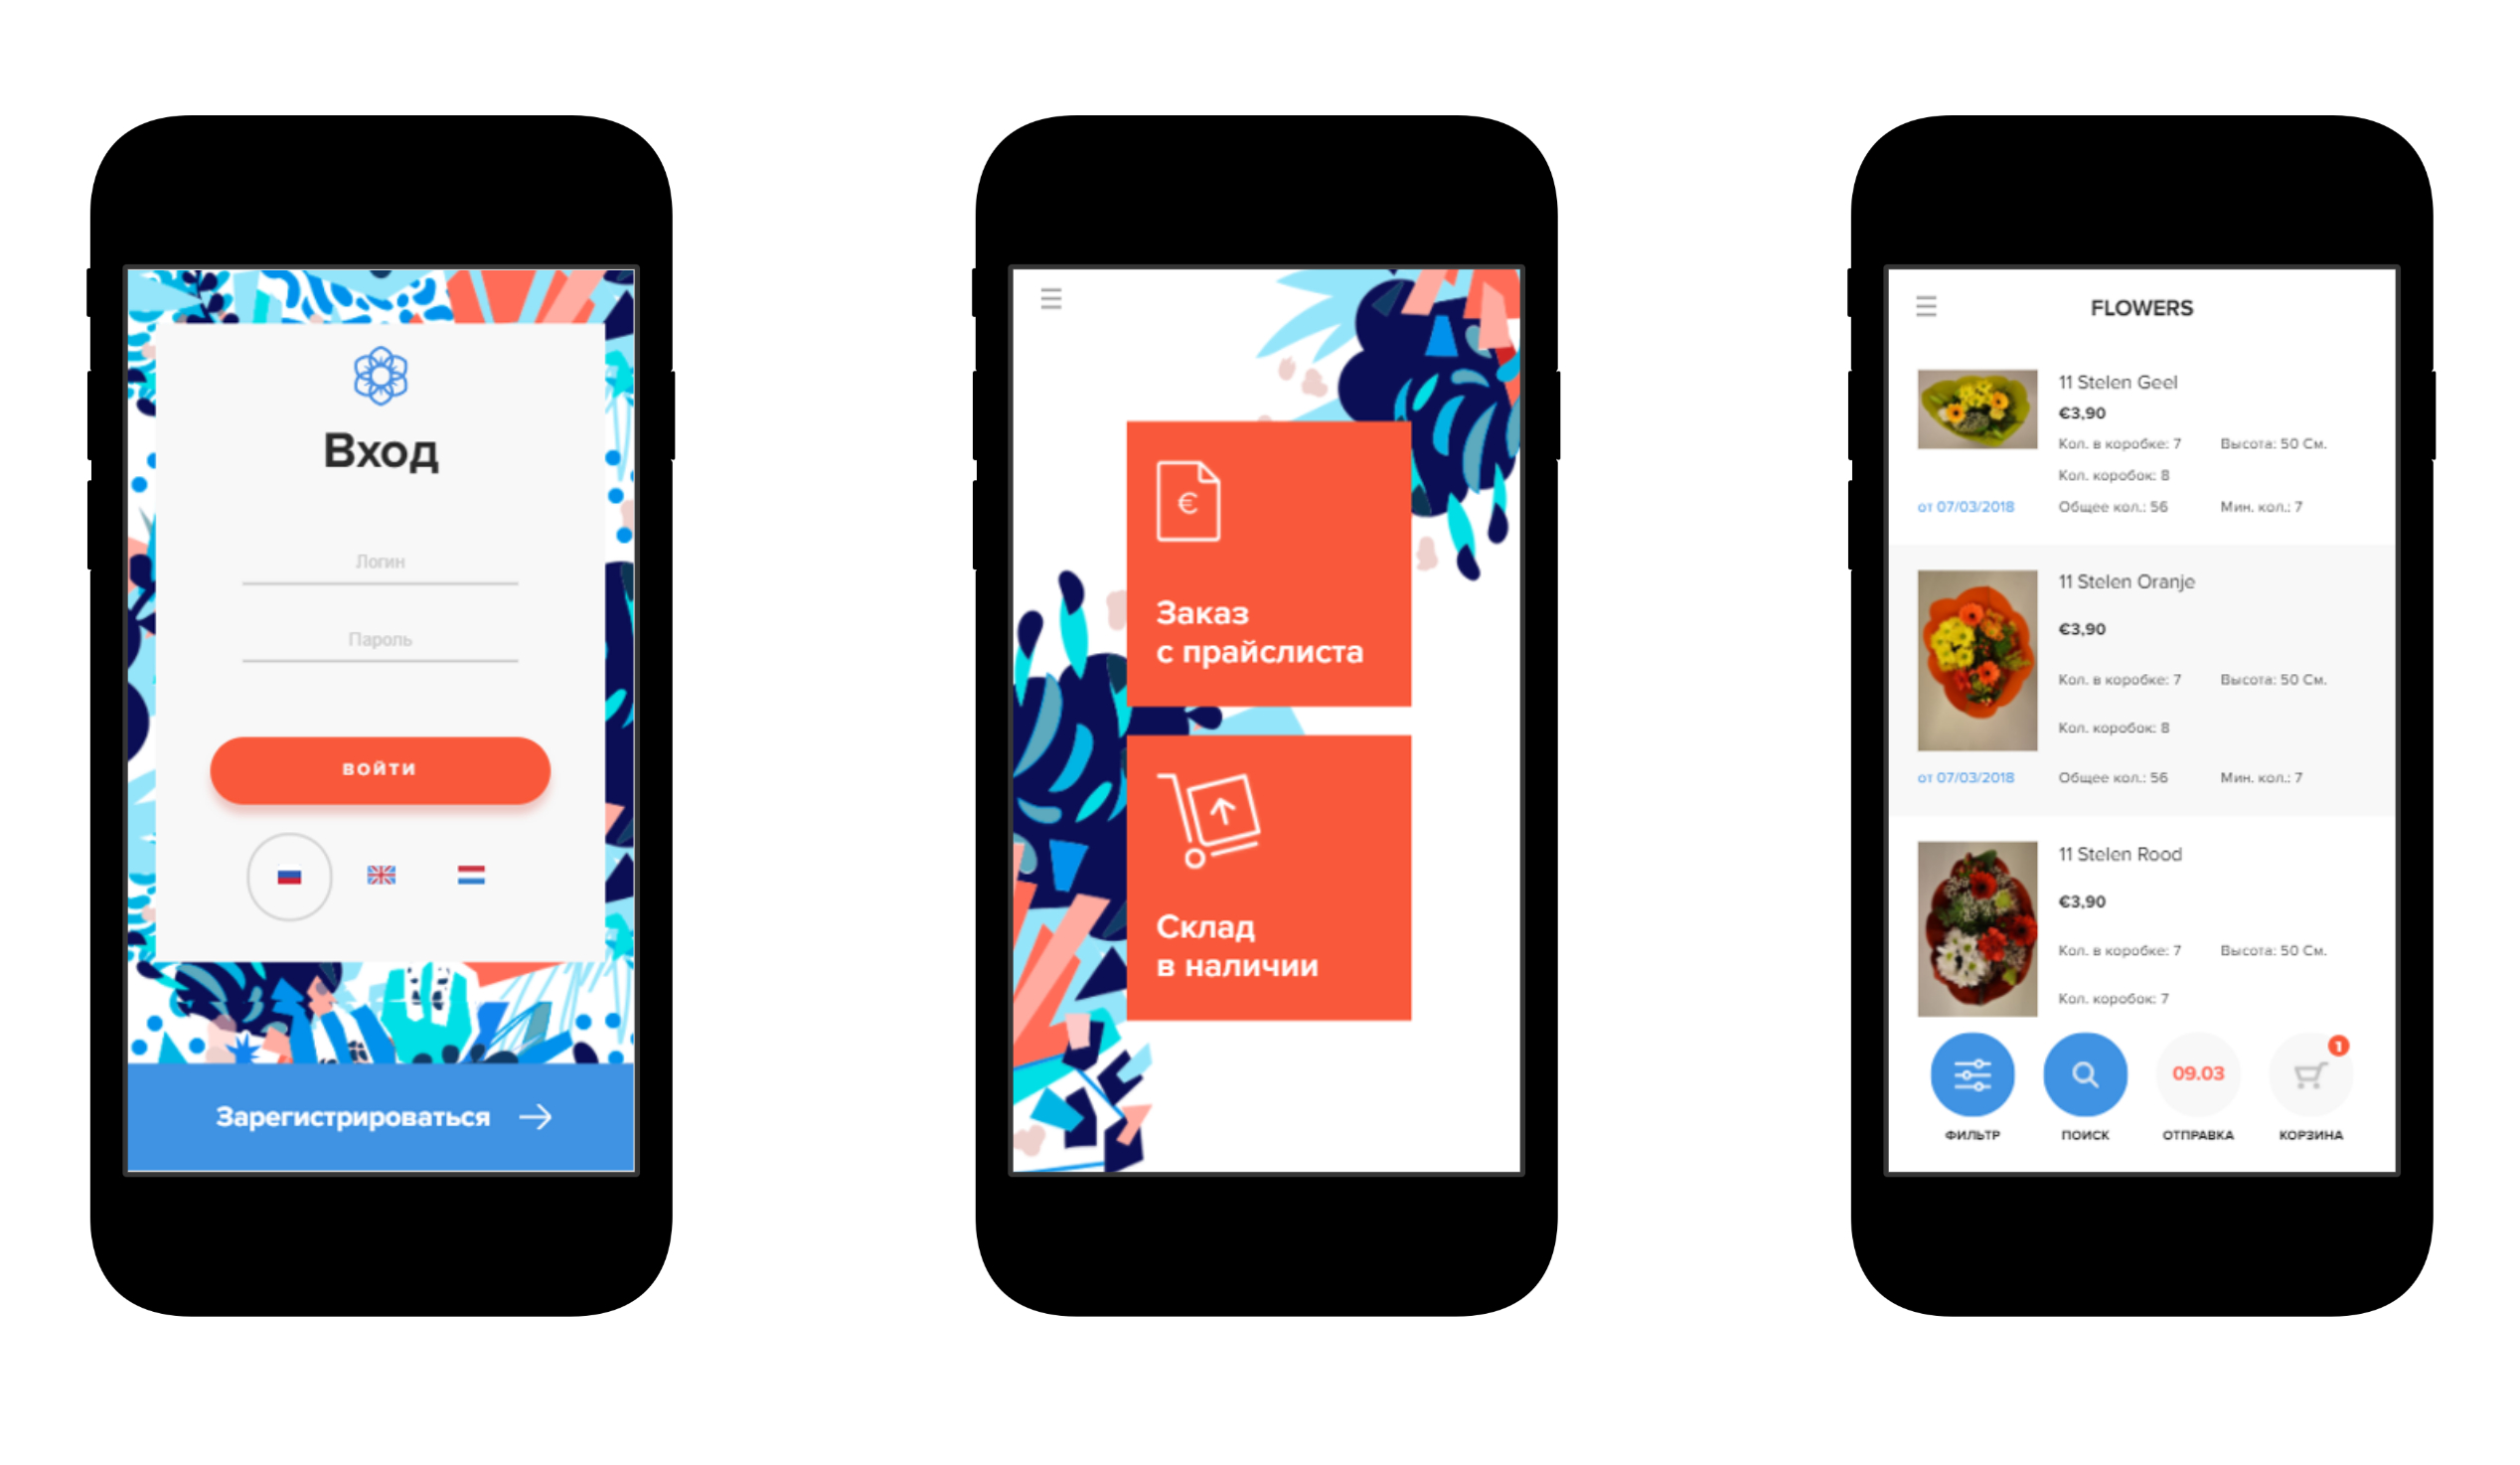 Вход
Логин
Пароль
ВОЙТИ
Зарегистрироваться
€
Заказ
с прайслиста
Склад
в наличии
FLOWERS
11 Stelen Geel
€3,90
Кол. в коробке: 7 Высота: 50 См.
Кол. коробок: 8
от 07/03/2018 Общее кол.: 56 Мин. кол.: 7
11 Stelen Oranje
€3,90
Кол. в коробке: 7 Высота: 50 См.
Кол. коробок: 8
от 07/03/2018 Общее кол.: 56 Мин. кол.: 7
11 Stelen Rood
€3,90
Кол. в коробке: 7 Высота: 50 См.
Кол. коробок: 7
1
09.03
ФИЛЬТР ПОИСК ОТПРАВКА КОРЗИНА